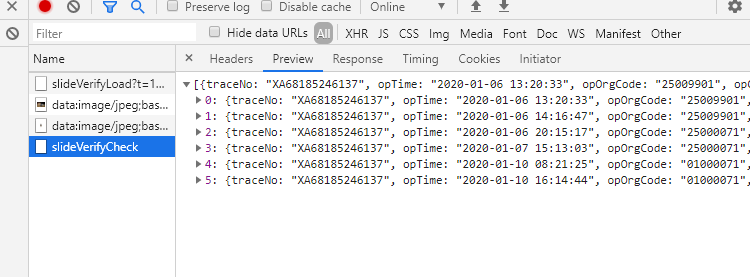 Preserve log Disable cache Online
Filter Hide data URLs All XHR JS CSS Img Media Font Doc WS Manifest Other
Name Headers Preview Response Timing Cookies Initiator
slideVerifyLoad?t=1...
data:image/jpeg;bas...
data:image/jpeg;bas...
slideVerifyCheck
[{traceNo: "XA68185246137", opTime: "2020-01-06 13:20:33", opOrgCode: "25009901",
0: {traceNo: "XA68185246137", opTime: "2020-01-06 13:20:33", opOrgCode: "25009901",
1: {traceNo: "XA68185246137", opTime: "2020-01-06 14:16:47", opOrgCode: "25009901",
2: {traceNo: "XA68185246137", opTime: "2020-01-06 20:15:17", opOrgCode: "25000071",
3: {traceNo: "XA68185246137", opTime: "2020-01-07 15:13:03", opOrgCode: "25000071",
4: {traceNo: "XA68185246137", opTime: "2020-01-10 08:21:25", opOrgCode: "01000071",
5: {traceNo: "XA68185246137", opTime: "2020-01-10 16:14:44", opOrgCode: "01000071",